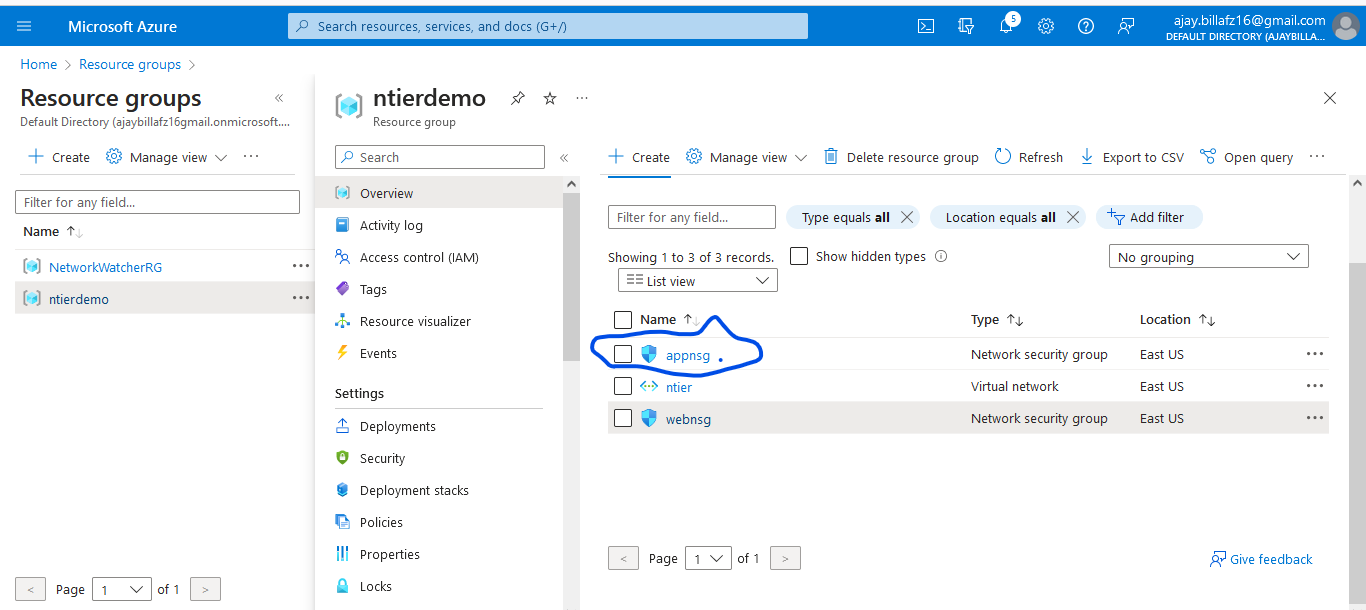 Microsoft Azure
Search resources, services, and docs (G+/)
5
ajay.billafz16@gmail.com
DEFAULT DIRECTORY (AJAYBILLA...
Home > Resource groups >
Resource groups «
Default Directory (ajaybillafz16gmail.onmicrosoft....
+ Create Manage view ...
Filter for any field...
Name ↑↓
NetworkWatcherRG ...
ntierdemo ...
< Page 1 of 1 >
ntierdemo ...
Resource group
Search «
Overview
Activity log
Access control (IAM)
Tags
Resource visualizer
Events
Settings
Deployments
Security
Deployment stacks
Policies
Properties
Locks
+ Create Manage view Delete resource group Refresh Export to CSV Open query ...
Filter for any field... Type equals all Location equals all Add filter
Showing 1 to 3 of 3 records. Show hidden types No grouping
List view
Name ↑↓ Type ↑↓ Location ↑↓
appnsg Network security group East US ...
ntier Virtual network East US ...
webnsg Network security group East US ...
< Page 1 of 1 > Give feedback